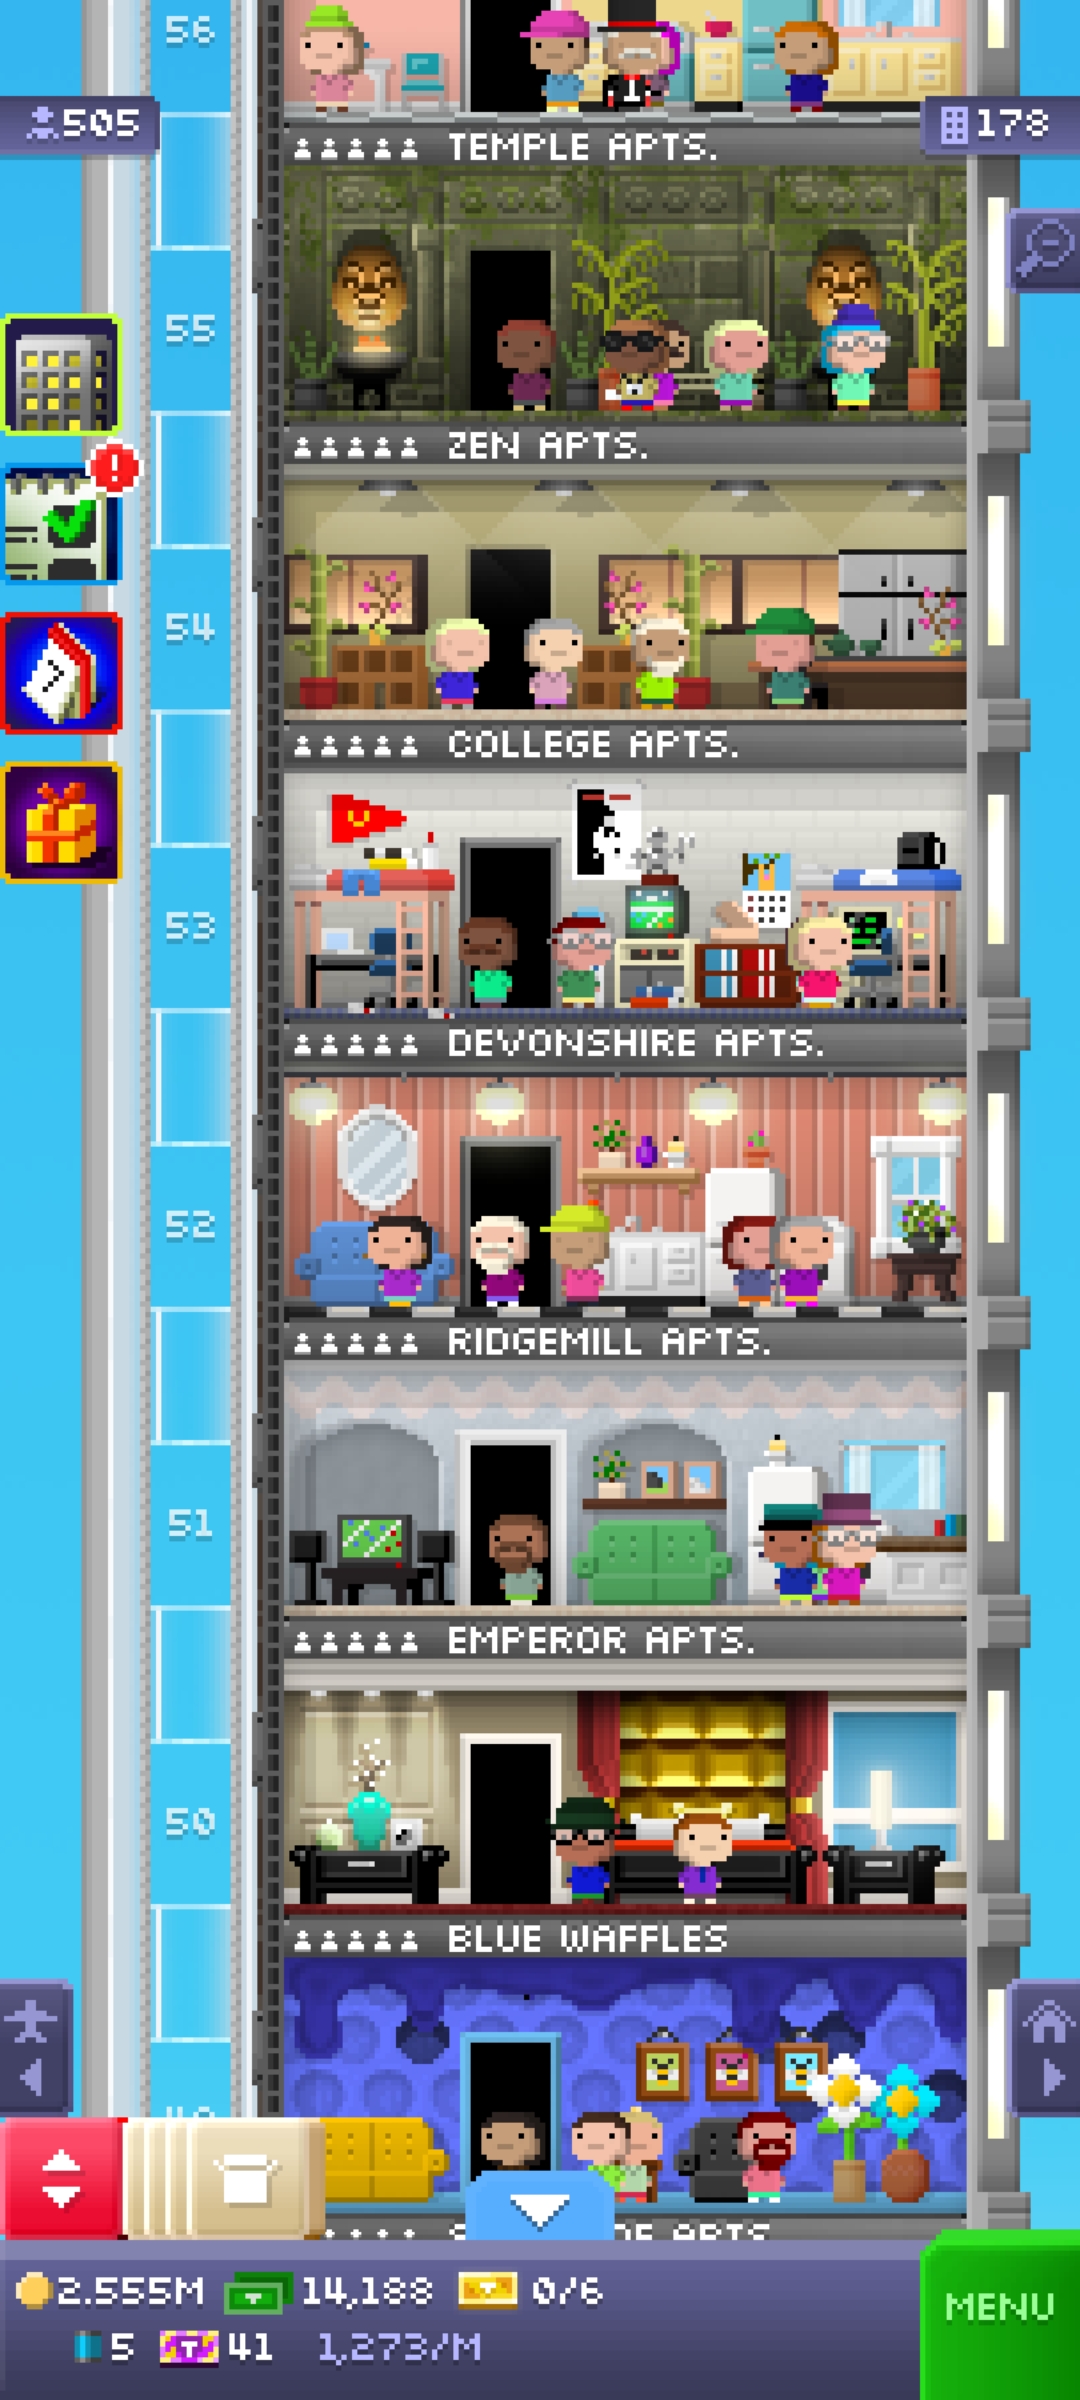 56
505
178
TEMPLE APTS.
55
ZEN APTS.
54
COLLEGE APTS.
53
DEVONSHIRE APTS.
52
RIDGEMILL APTS.
51
EMPEROR APTS.
50
BLUE WAFFLES
APTS.
2.555M 14,188 0/6
MENU
5 41 1,273/M